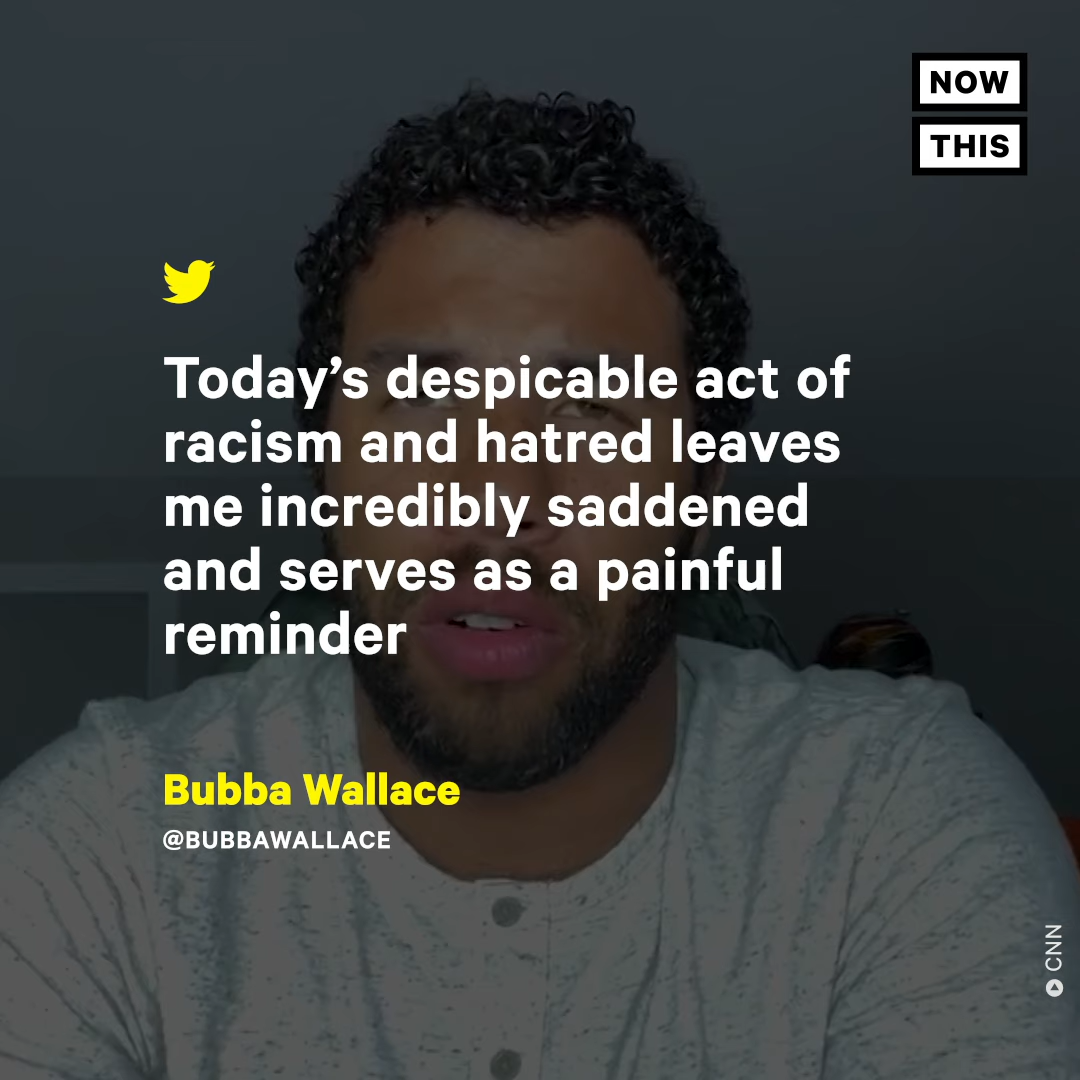 NOW
THIS
Today’s despicable act of
racism and hatred leaves
me incredibly saddened
and serves as a painful
reminder
Bubba Wallace
@BUBBAWALLACE
CNN